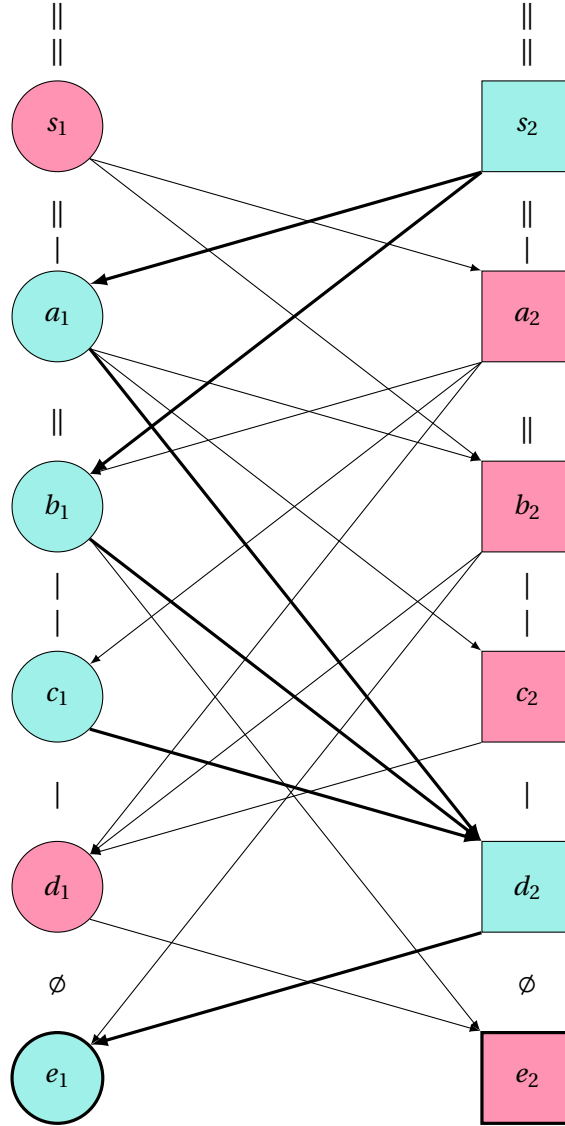 || ||
|| ||
s₁ s₂
|| ||
| |
a₁ a₂
|| ||
b₁ b₂
| |
| |
c₁ c₂
| |
d₁ d₂
∅ ∅
e₁ e₂